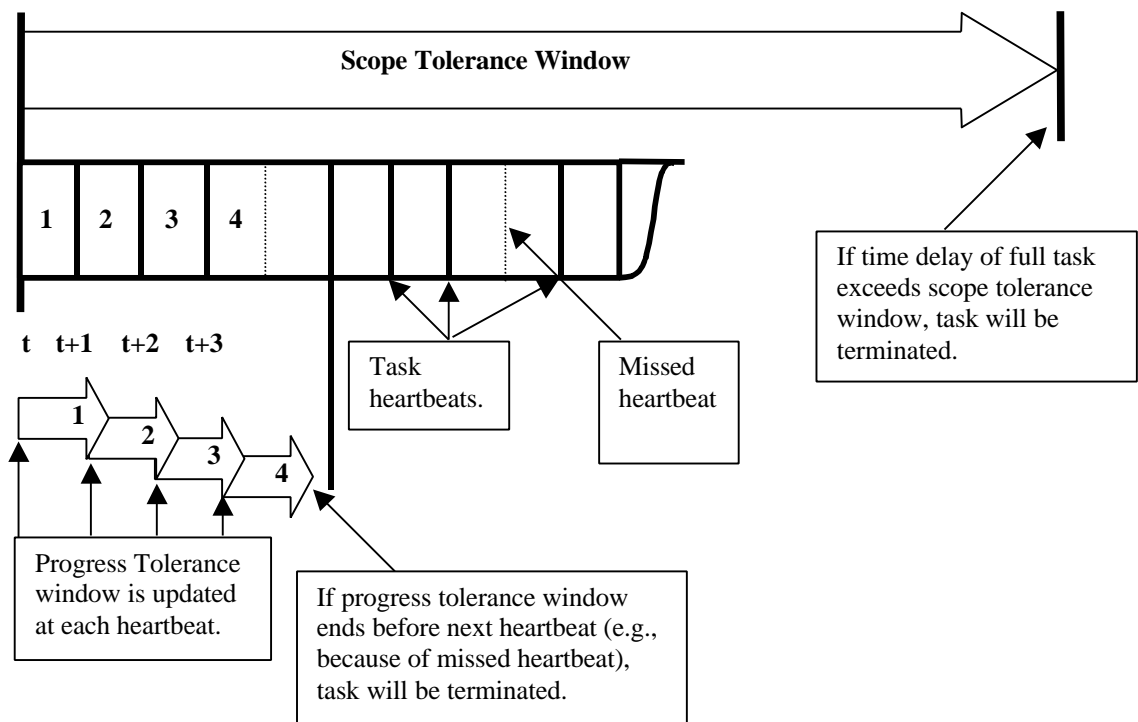 Scope Tolerance Window
1 2 3 4
If time delay of full task
exceeds scope tolerance
window, task will be
terminated.
t t+1 t+2 t+3
Task
heartbeats.
Missed
heartbeat
1
2
3
4
Progress Tolerance
window is updated
at each heartbeat.
If progress tolerance window
ends before next heartbeat (e.g.,
because of missed heartbeat),
task will be terminated.